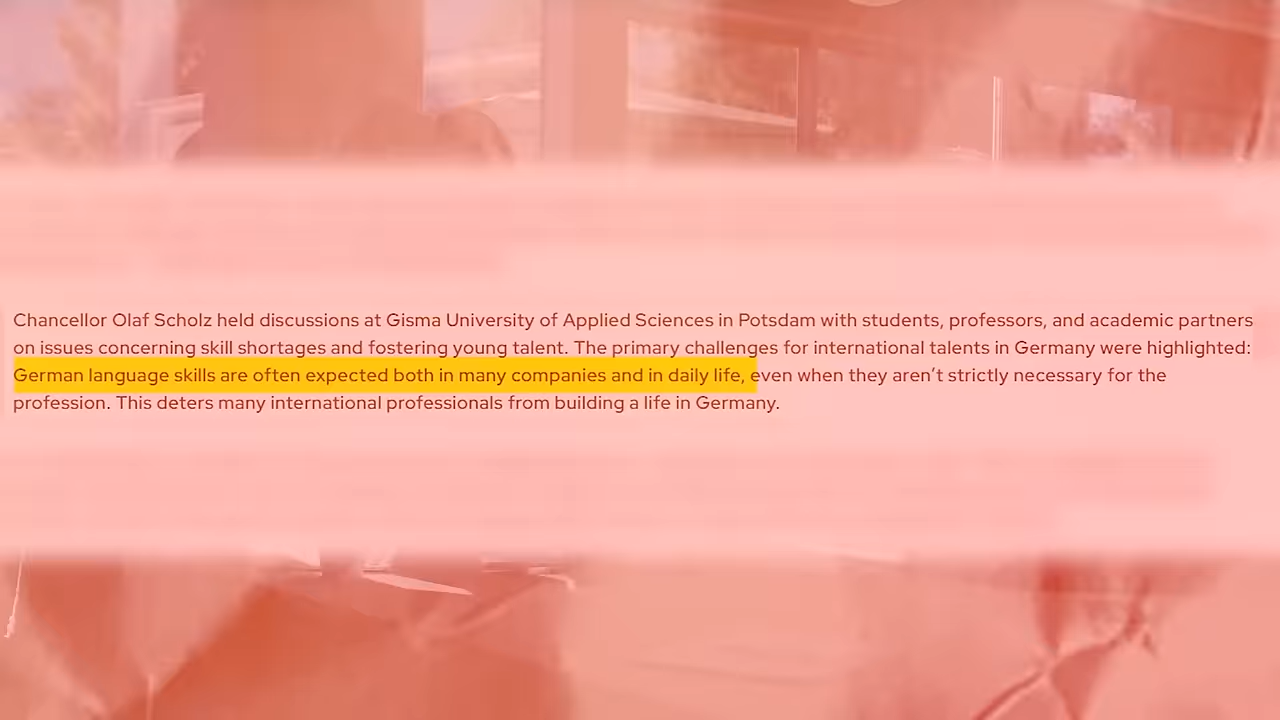 Chancellor Olaf Scholz held discussions at Gisma University of Applied Sciences in Potsdam with students, professors, and academic partners
on issues concerning skill shortages and fostering young talent. The primary challenges for international talents in Germany were highlighted:
German language skills are often expected both in many companies and in daily life, even when they aren’t strictly necessary for the
profession. This deters many international professionals from building a life in Germany.